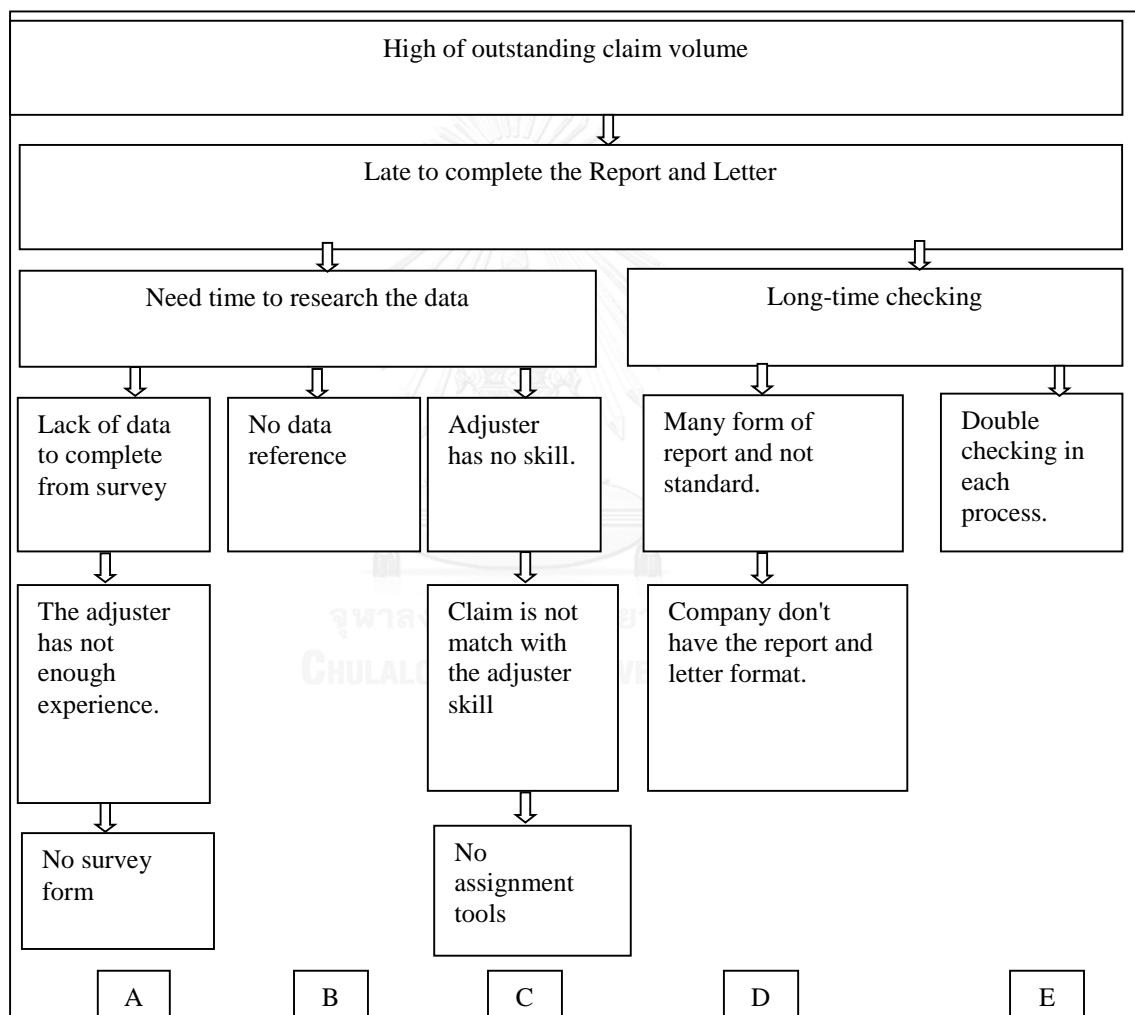 High of outstanding claim volume
Late to complete the Report and Letter
Need time to research the data
Long-time checking
Lack of data
to complete
from survey
No data
reference
Adjuster
has no skill.
Many form of
report and not
standard.
Double
checking in
each
process.
The adjuster
has not
enough
experience.
Claim is not
match with
the adjuster
skill
Company don't
have the report and
letter format.
No survey
form
No
assignment
tools
A
B
C
D
E